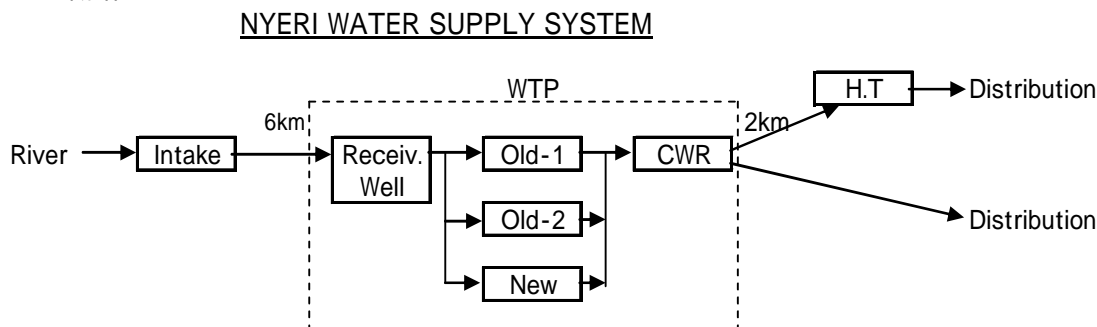 NYERI WATER SUPPLY SYSTEM
WTP
H.T
Distribution
6km
2km
River
Intake
Receiv.
Well
Old-1
CWR
Old-2
Distribution
New